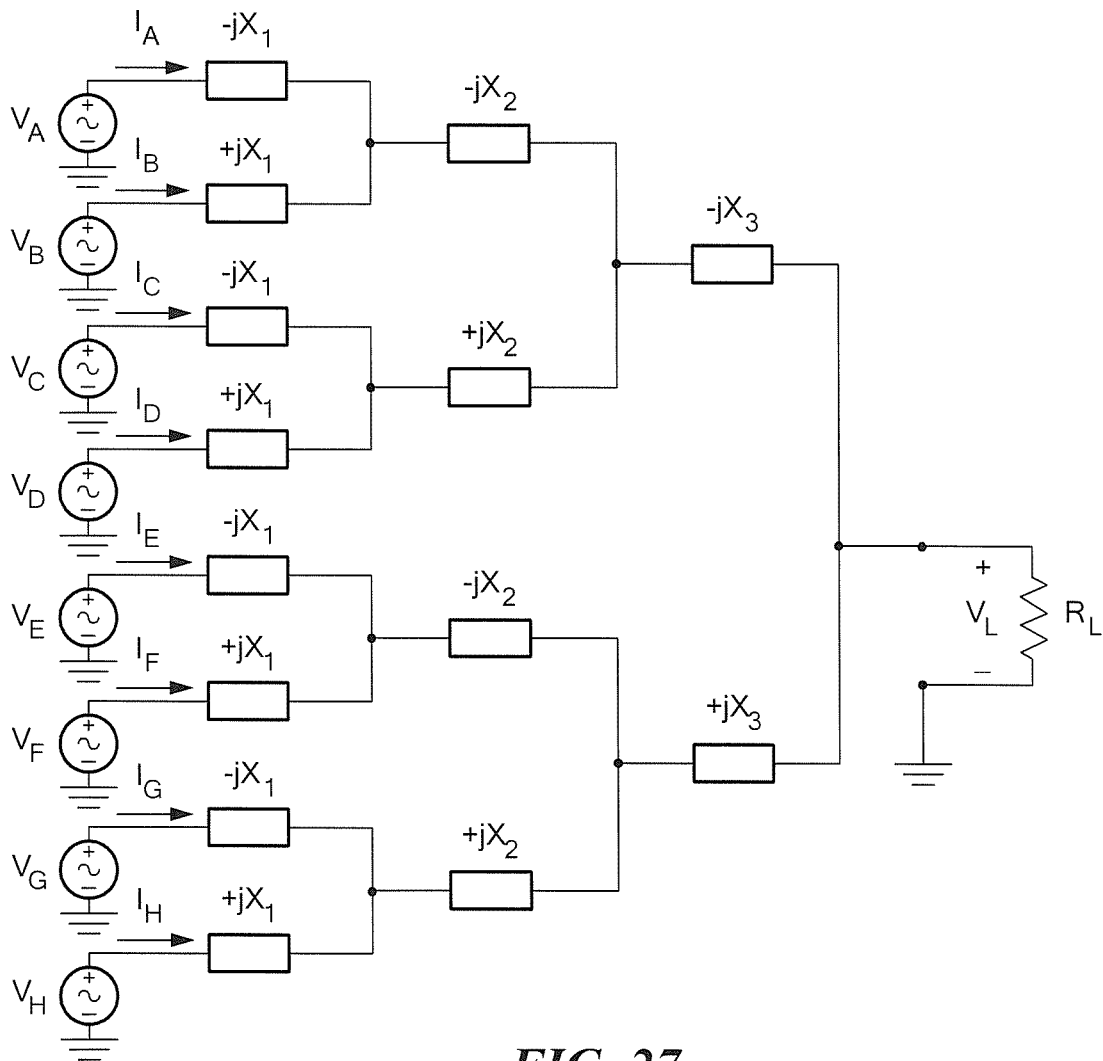 I_A -jX_1
V_A
-jX_2
I_B +jX_1
V_B
-jX_3
I_C -jX_1
V_C
+jX_2
I_D +jX_1
V_D
I_E -jX_1
V_E
-jX_2
+
V_L R_L
–
I_F +jX_1
V_F
+jX_3
I_G -jX_1
V_G
+jX_2
I_H +jX_1
V_H
FIG. 27